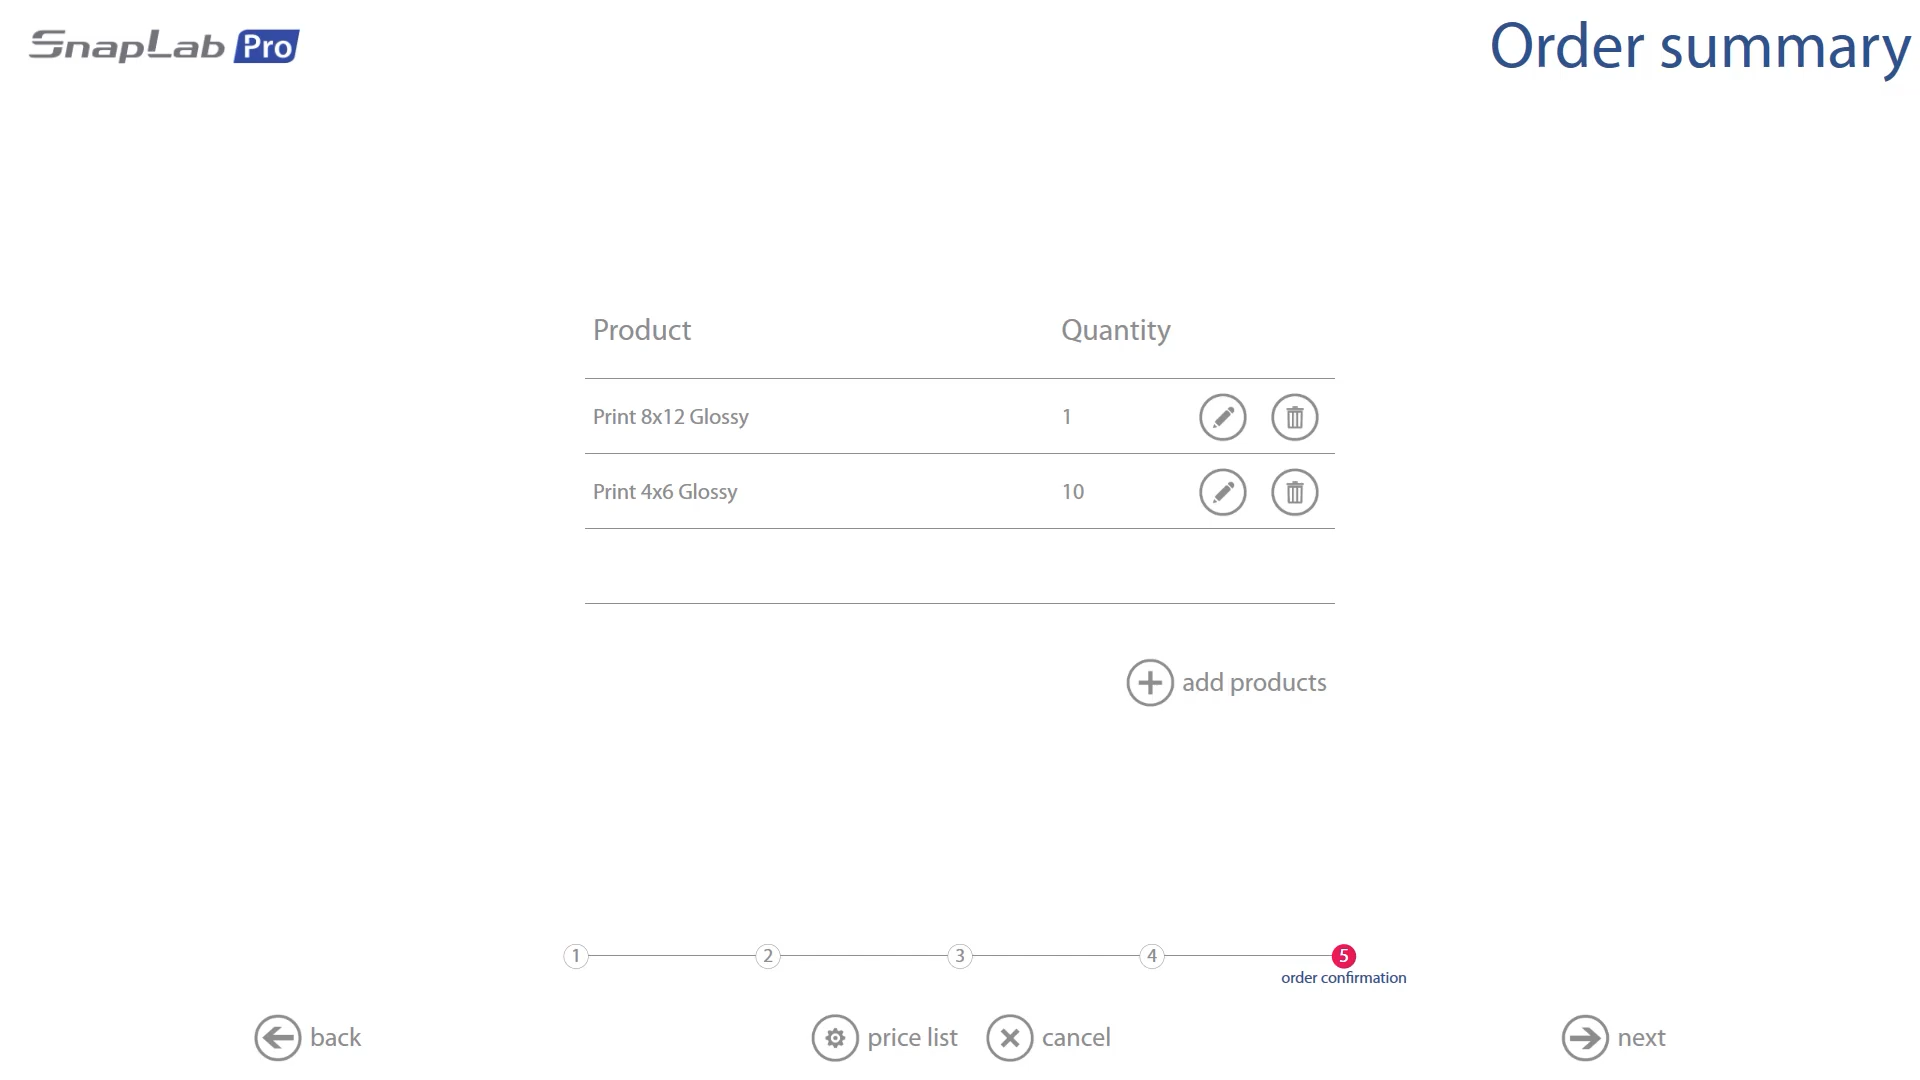 SnapLab Pro
Order summary
Product Quantity
Print 8x12 Glossy 1
Print 4x6 Glossy 10
add products
1 2 3 4 5
order confirmation
back price list cancel next